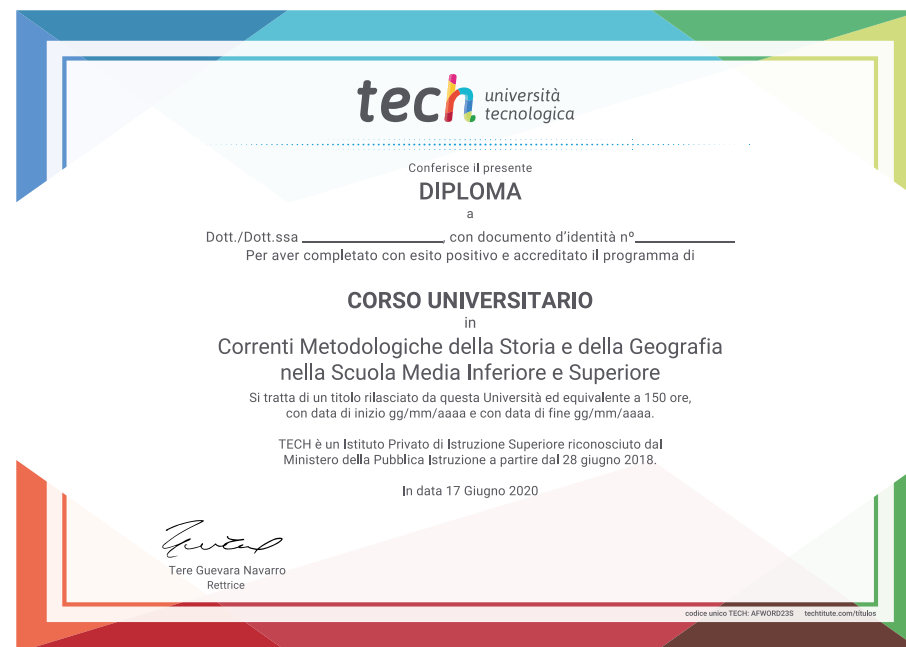 tech università
tecnologica
Conferisce il presente
DIPLOMA
a
Dott./Dott.ssa ____________________, con documento d'identità nº______________
Per aver completato con esito positivo e accreditato il programma di
CORSO UNIVERSITARIO
in
Correnti Metodologiche della Storia e della Geografia
nella Scuola Media Inferiore e Superiore
Si tratta di un titolo rilasciato da questa Università ed equivalente a 150 ore,
con data di inizio gg/mm/aaaa e con data di fine gg/mm/aaaa.
TECH è un Istituto Privato di Istruzione Superiore riconosciuto dal
Ministero della Pubblica Istruzione a partire dal 28 giugno 2018.
In data 17 Giugno 2020
Tere Guevara Navarro
Rettrice
codice unico TECH: AFWORD23S techtitute.com/titulos